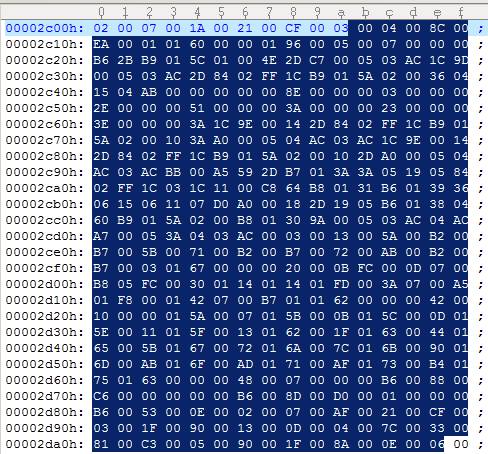 0 1 2 3 4 5 6 7 8 9 a b c d e f
00002c00h: 02 00 07 00 1A 00 21 00 CF 00 03 00 04 00 8C 00 ;
00002c10h: EA 00 01 01 60 00 00 01 96 00 05 00 07 00 00 00 ;
00002c20h: B6 2B B9 01 5C 01 00 4E 2D C7 00 05 03 AC 1C 9D ;
00002c30h: 00 05 03 AC 2D 84 02 FF 1C B9 01 5A 02 00 36 04 ;
00002c40h: 15 04 AB 00 00 00 00 00 8E 00 00 00 03 00 00 00 ;
00002c50h: 2E 00 00 00 51 00 00 00 3A 00 00 00 23 00 00 00 ;
00002c60h: 3E 00 00 00 3A 1C 9E 00 14 2D 84 02 FF 1C B9 01 ;
00002c70h: 5A 02 00 10 3A A0 00 05 04 AC 03 AC 1C 9E 00 14 ;
00002c80h: 2D 84 02 FF 1C B9 01 5A 02 00 10 2D A0 00 05 04 ;
00002c90h: AC 03 AC BB 00 A5 59 2D B7 01 3A 3A 05 19 05 84 ;
00002ca0h: 02 FF 1C 03 1C 11 00 C8 64 B8 01 31 B6 01 39 36 ;
00002cb0h: 06 15 06 11 07 D0 A0 00 18 2D 19 05 B6 01 38 04 ;
00002cc0h: 60 B9 01 5A 02 00 B8 01 30 9A 00 05 03 AC 04 AC ;
00002cd0h: A7 00 05 3A 04 03 AC 00 03 00 13 00 5A 00 B2 00 ;
00002ce0h: B7 00 5B 00 71 00 B2 00 B7 00 72 00 AB 00 B2 00 ;
00002cf0h: B7 00 03 01 67 00 00 00 20 00 0B FC 00 0D 07 00 ;
00002d00h: B8 05 FC 00 30 01 14 01 14 01 FD 00 3A 07 00 A5 ;
00002d10h: 01 F8 00 01 42 07 00 B7 01 01 62 00 00 00 42 00 ;
00002d20h: 10 00 00 01 5A 00 07 01 5B 00 0B 01 5C 00 0D 01 ;
00002d30h: 5E 00 11 01 5F 00 13 01 62 00 1F 01 63 00 44 01 ;
00002d40h: 65 00 5B 01 67 00 72 01 6A 00 7C 01 6B 00 90 01 ;
00002d50h: 6D 00 AB 01 6F 00 AD 01 71 00 AF 01 73 00 B4 01 ;
00002d60h: 75 01 63 00 00 00 48 00 07 00 00 00 B6 00 88 00 ;
00002d70h: C6 00 00 00 00 00 B6 00 8D 00 D0 00 01 00 00 00 ;
00002d80h: B6 00 53 00 0E 00 02 00 07 00 AF 00 21 00 CF 00 ;
00002d90h: 03 00 1F 00 90 00 13 00 0D 00 04 00 7C 00 33 00 ;
00002da0h: 81 00 C3 00 05 00 90 00 1F 00 8A 00 0E 00 06 00 ;